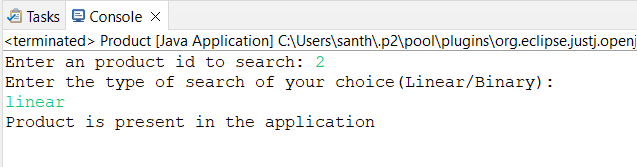 Tasks Console
<terminated> Product [Java Application] C:\Users\santh\.p2\pool\plugins\org.eclipse.justj.openj
Enter an product id to search: 2
Enter the type of search of your choice(Linear/Binary):
linear
Product is present in the application